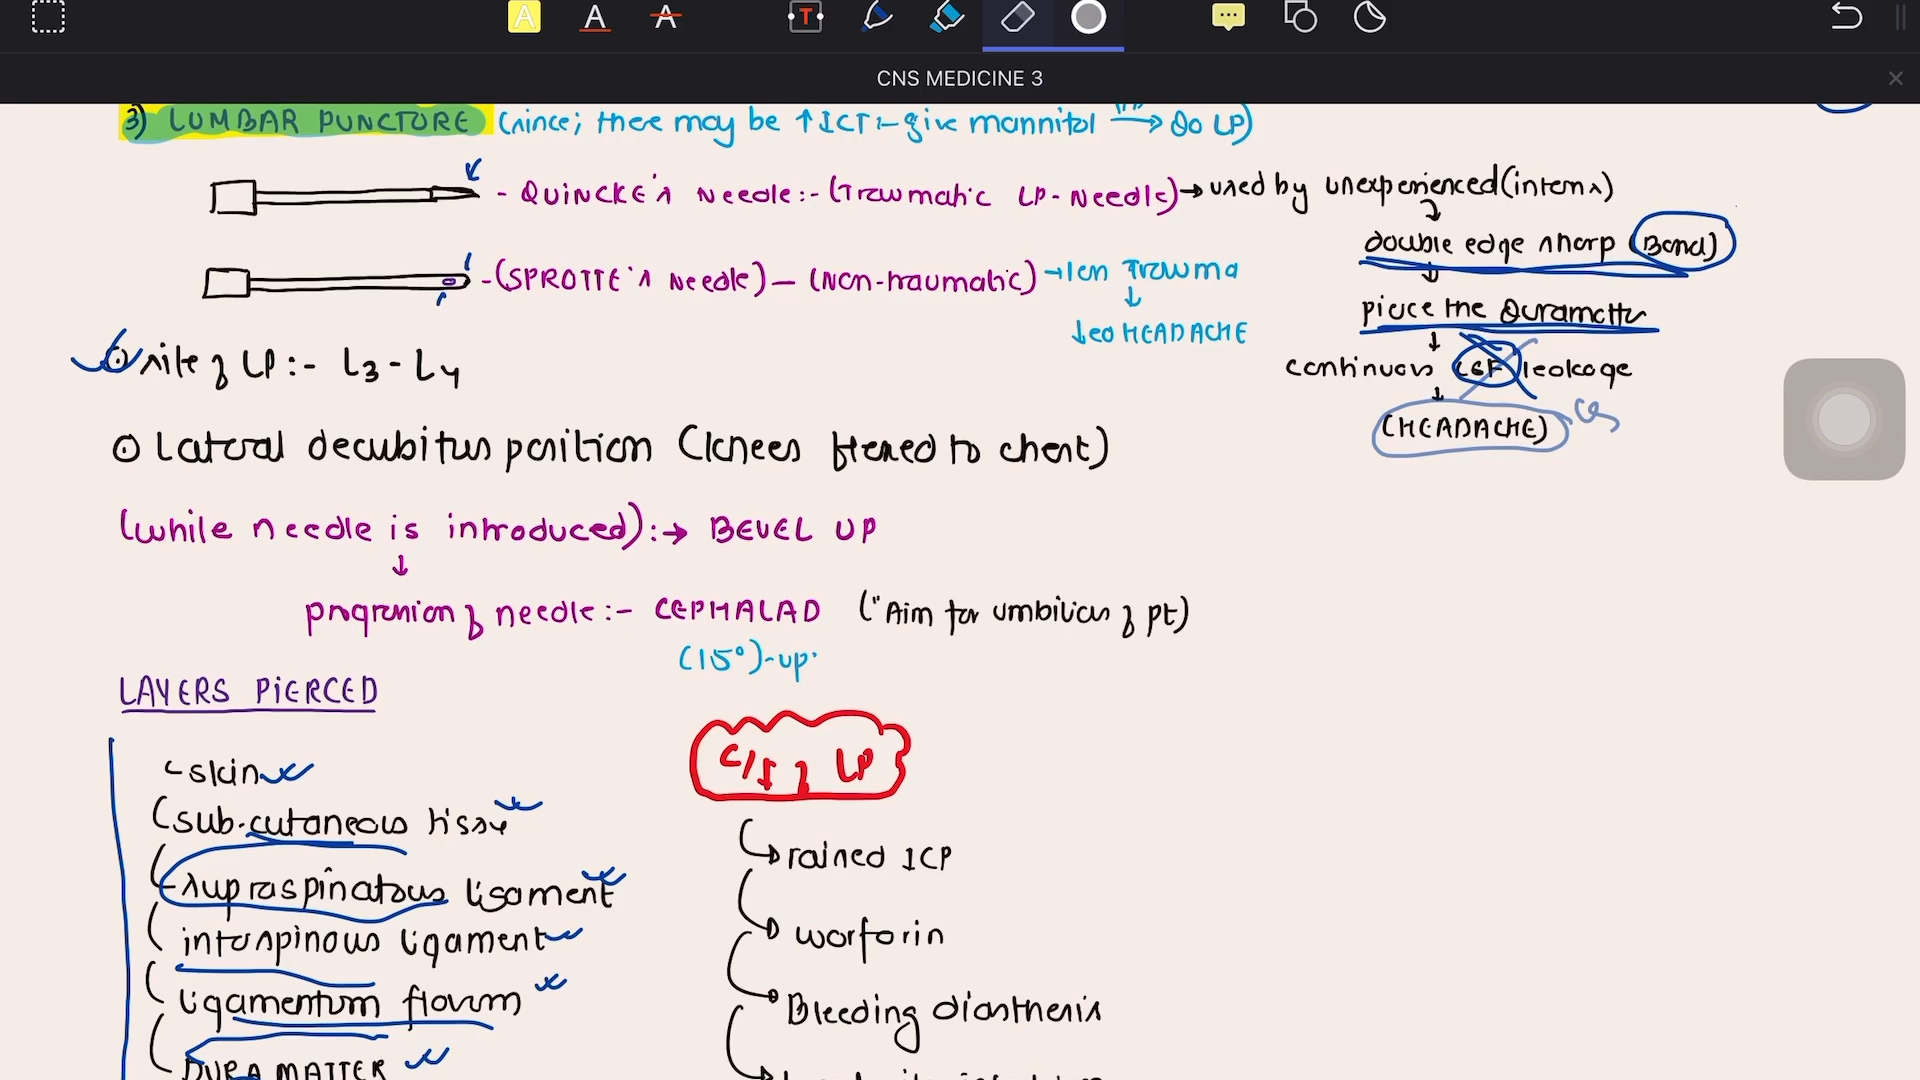 CNS MEDICINE 3
3) LUMBAR PUNCTURE (since; there may be ↑ICT :- give mannitol → Do LP)
- QUINCKE's Needle:- (Traumatic LP-Needle) → used by unexperienced (interns)
double edge sharp (Band)
- (SPROTTE's Needle) - (Non-traumatic) → less Trauma
↓
↓ed HEADACHE
pierce the Duramatter
↓
continuous CSF leakage
↓
(HEADACHE)
⊙ site of LP:- L3 - L4
⊙ Lateral decubitus position (knees flexed to chest)
(while needle is introduced):→ BEVEL UP
↓
progression of needle:- CEPHALAD ("Aim for umbilicus of pt)
(15°)-up.
LAYERS PIERCED
skin
sub-cutaneous tissue
supraspinatous ligament
interspinous ligament
ligamentum flavum
DURA MATTER
C/I of LP
raised ICP
warfarin
Bleeding diasthesis